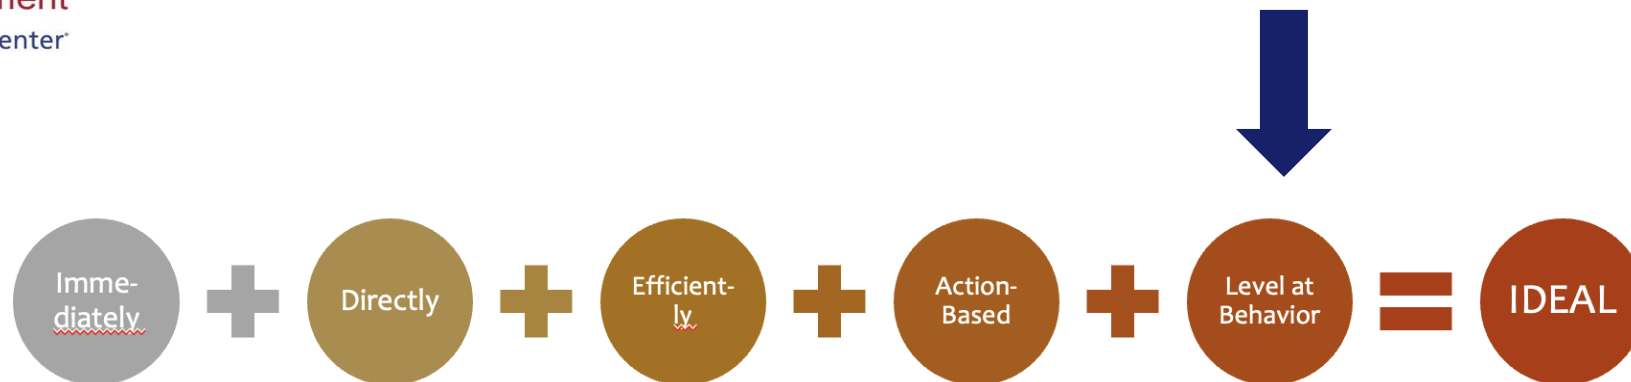 enter®
Imme-
diately
Directly
Efficient-
ly
Action-
Based
Level at
Behavior
IDEAL